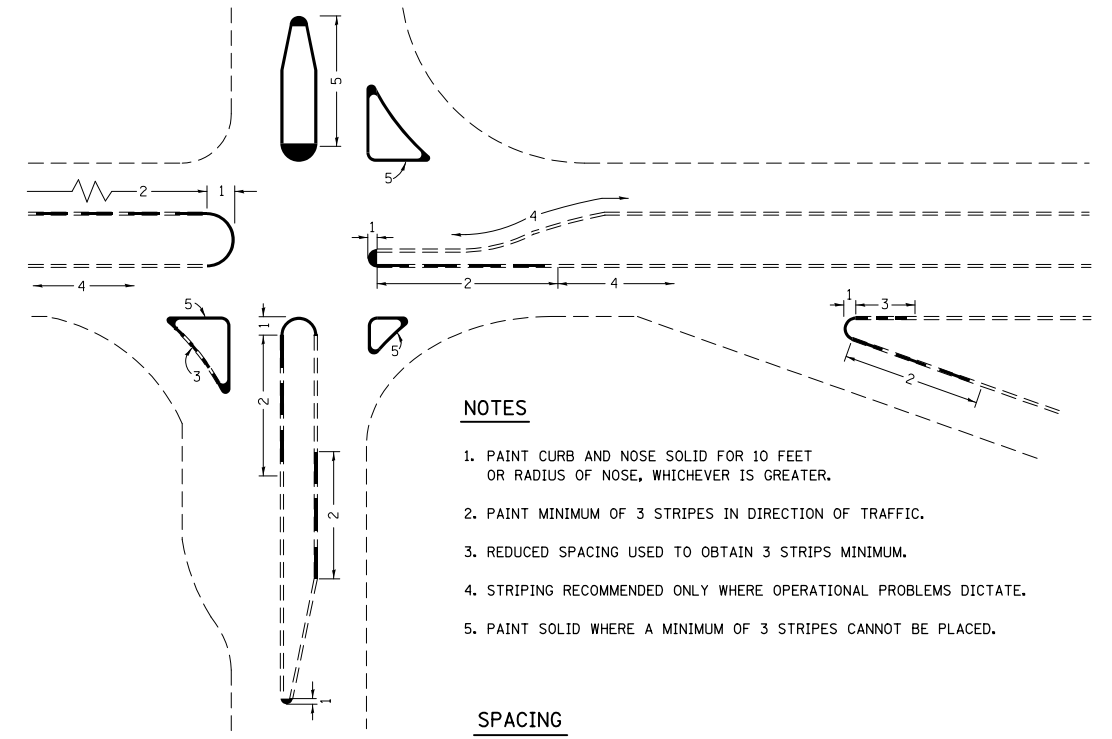 5
5
2 1
4
1
4
2 4
1 3
5
1
3
5
2
2
2
1
NOTES
1. PAINT CURB AND NOSE SOLID FOR 10 FEET
OR RADIUS OF NOSE, WHICHEVER IS GREATER.
2. PAINT MINIMUM OF 3 STRIPES IN DIRECTION OF TRAFFIC.
3. REDUCED SPACING USED TO OBTAIN 3 STRIPS MINIMUM.
4. STRIPING RECOMMENDED ONLY WHERE OPERATIONAL PROBLEMS DICTATE.
5. PAINT SOLID WHERE A MINIMUM OF 3 STRIPES CANNOT BE PLACED.
SPACING